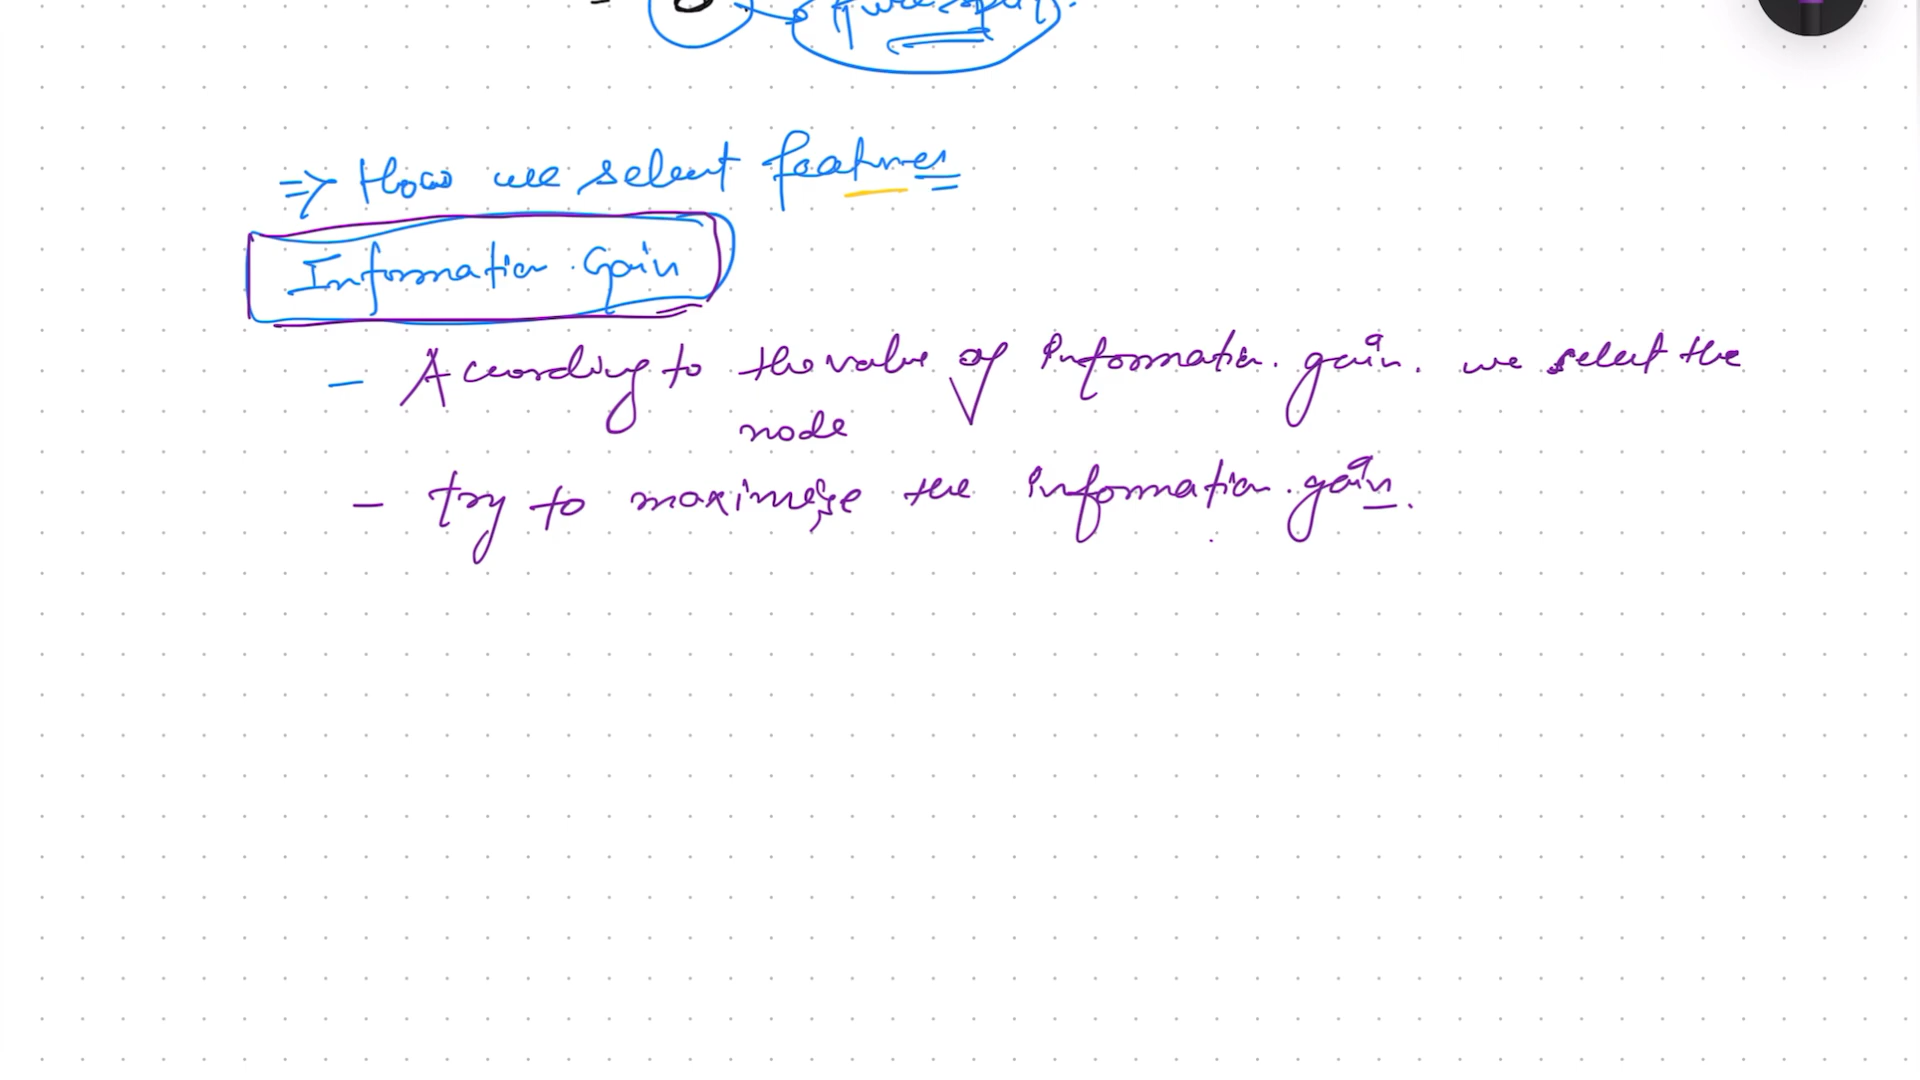 ⇒ How we select features
Information Gain
- According to the value of information gain. we select the
node
- try to maximize the information gain.